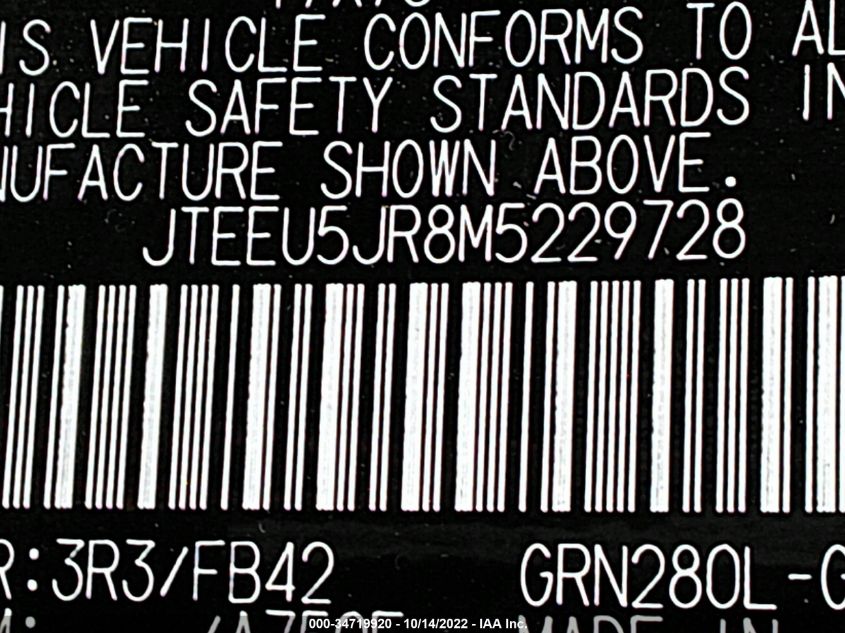 IS VEHICLE CONFORMS TO AL
HICLE SAFETY STANDARDS IN
NUFACTURE SHOWN ABOVE.
JTEEU5JR8M5229728
R:3R3/FB42 GRN280L-G
000-34719920 - 10/14/2022 - IAA Inc.